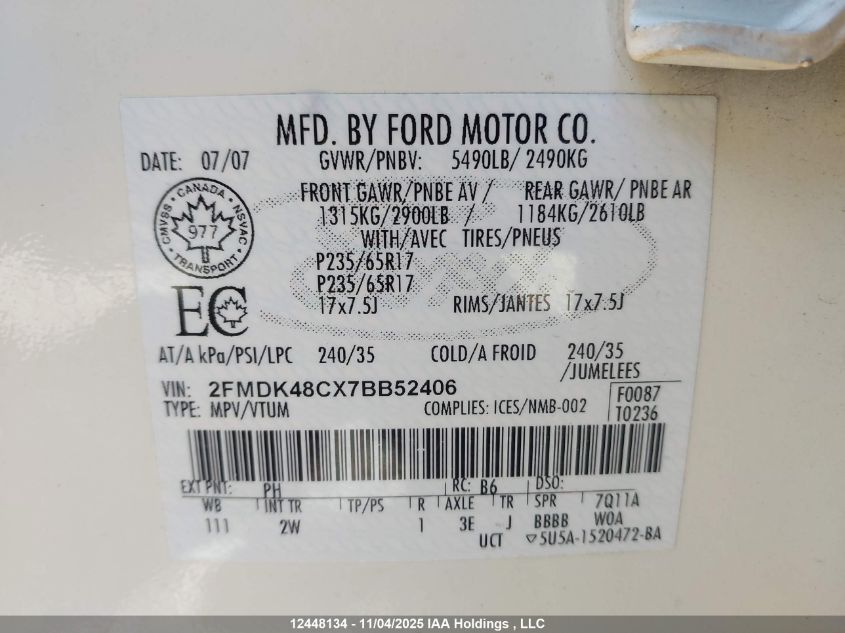 MFD. BY FORD MOTOR CO.
DATE: 07/07 GVWR/PNBV: 5490LB/ 2490KG
FRONT GAWR/PNBE AV / REAR GAWR/ PNBE AR
1315KG/2900LB / 1184KG/2610LB
WITH/AVEC TIRES/PNEUS
CANADA
CMVSS NSVAC
977
TRANSPORT
P235/65R17
P235/65R17
17x7.5J RIMS/JANTES 17x7.5J
EC
AT/A kPa/PSI/LPC 240/35 COLD/A FROID 240/35
/JUMELEES
VIN: 2FMDK48CX7BB52406
F0087
TYPE: MPV/VTUM COMPLIES: ICES/NMB-002
T0236
EXT PNT: PH RC: B6 DSO:
WB INT TR TP/PS R AXLE TR SPR 7Q11A
111 2W 1 3E J BBBB W0A
UCT ▽5U5A-1520472-BA
12448134 - 11/04/2025 IAA Holdings , LLC